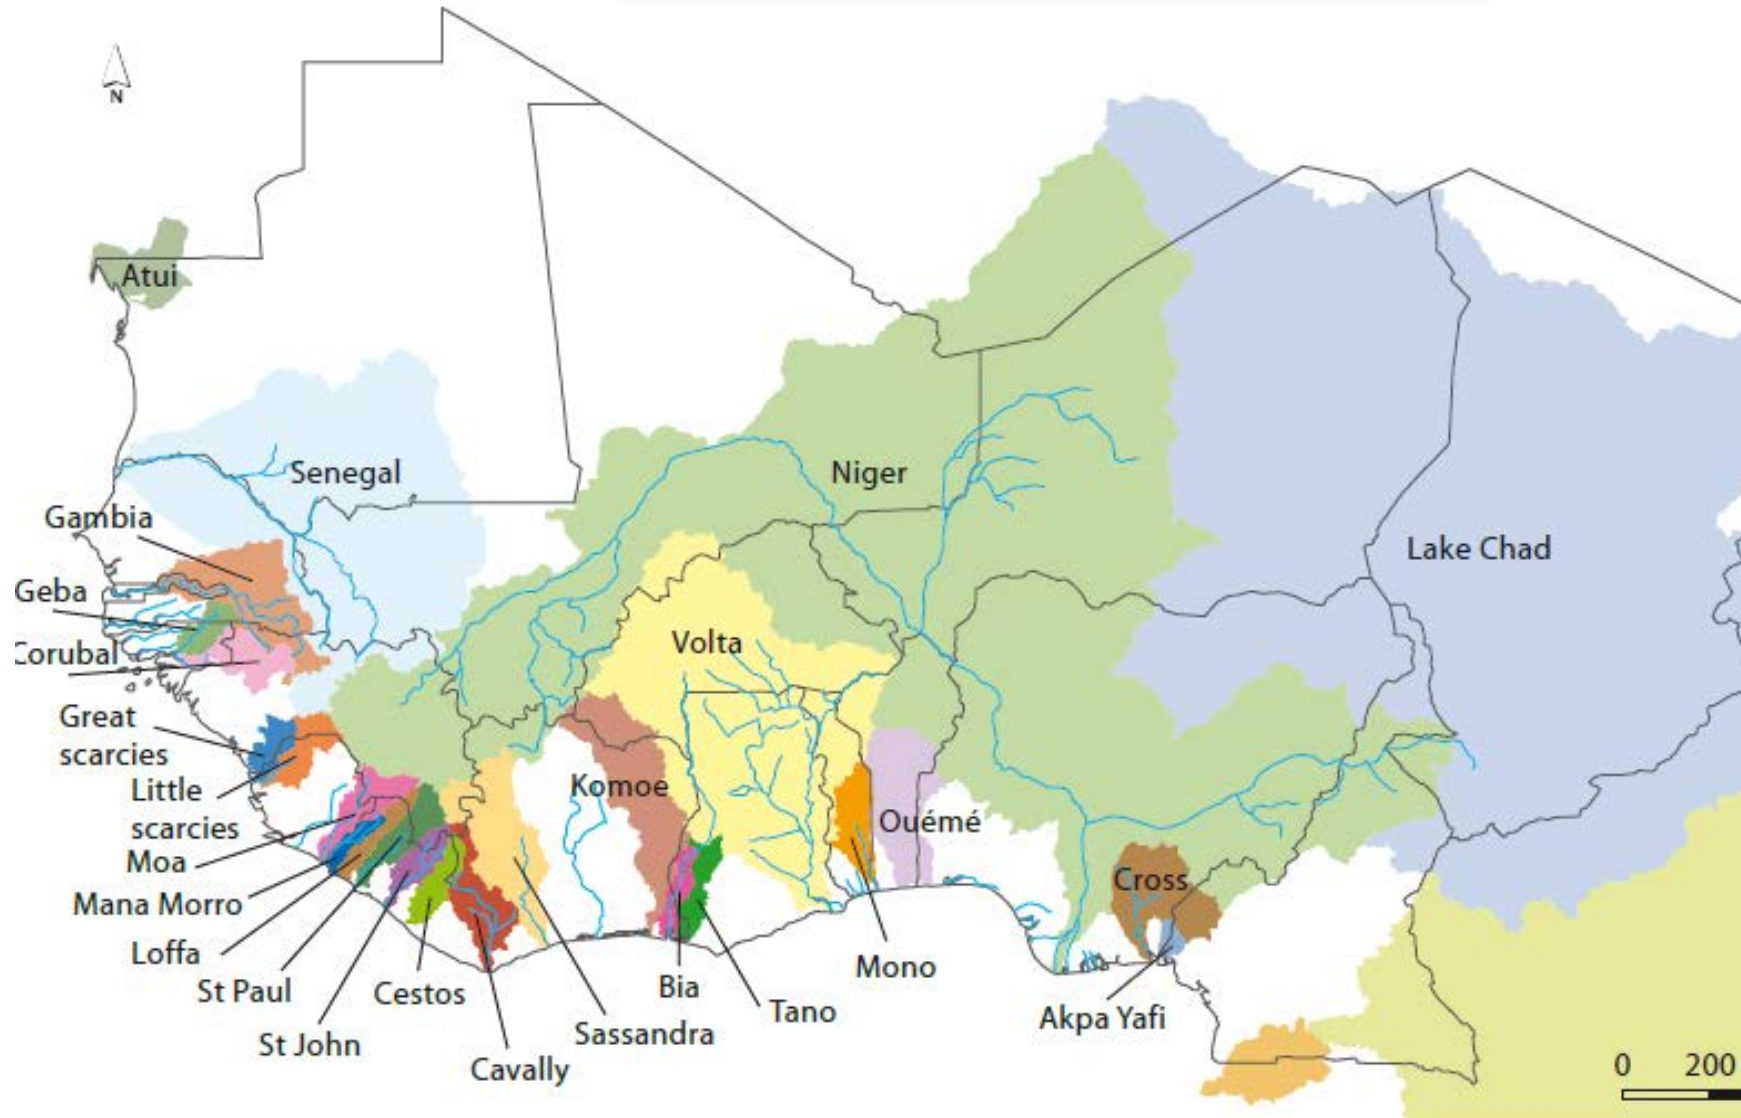 N
Atui
Senegal
Niger
Gambia
Lake Chad
Geba
Volta
Corubal
Great
scarcies
Komoe
Little
scarcies
Ouémé
Moa
Cross
Mana Morro
Loffa
Mono
St Paul
Cestos
Bia
Tano
Akpa Yafi
St John
Sassandra
Cavally
0 200